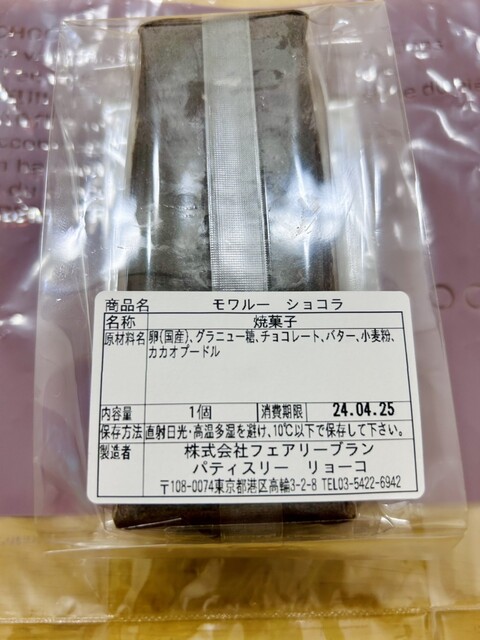 商品名 モワルー ショコラ
名称 焼菓子
原材料名 卵(国産)、グラニュー糖、チョコレート、バター、小麦粉、
カカオプードル
内容量 1個 消費期限 24.04.25
保存方法 直射日光・高温多湿を避け、10℃以下で保存して下さい。
製造者 株式会社フェアリーブラン
パティスリー リョーコ
〒108-0074東京都港区高輪3-2-8 TEL03-5422-6942